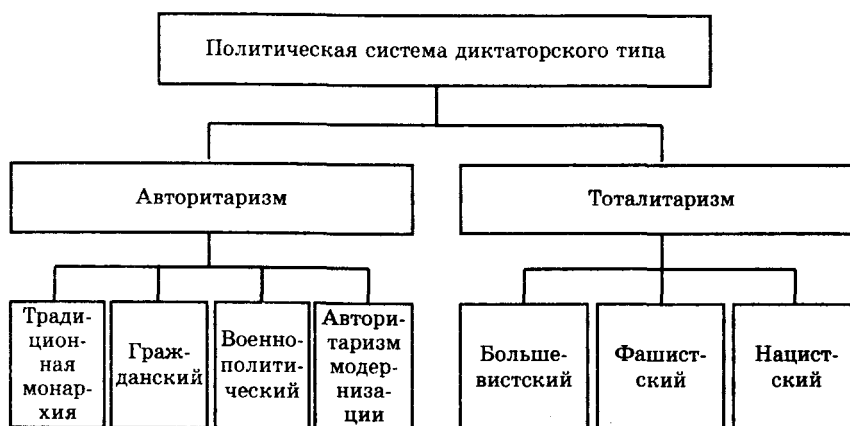 Политическая система диктаторского типа
Авторитаризм
Тоталитаризм
Тради-
цион-
ная
монар-
хия
Граж-
данский
Военно-
полити-
ческий
Автори-
таризм
модер-
низа-
ции
Больше-
вистский
Фашист-
ский
Нацист-
ский